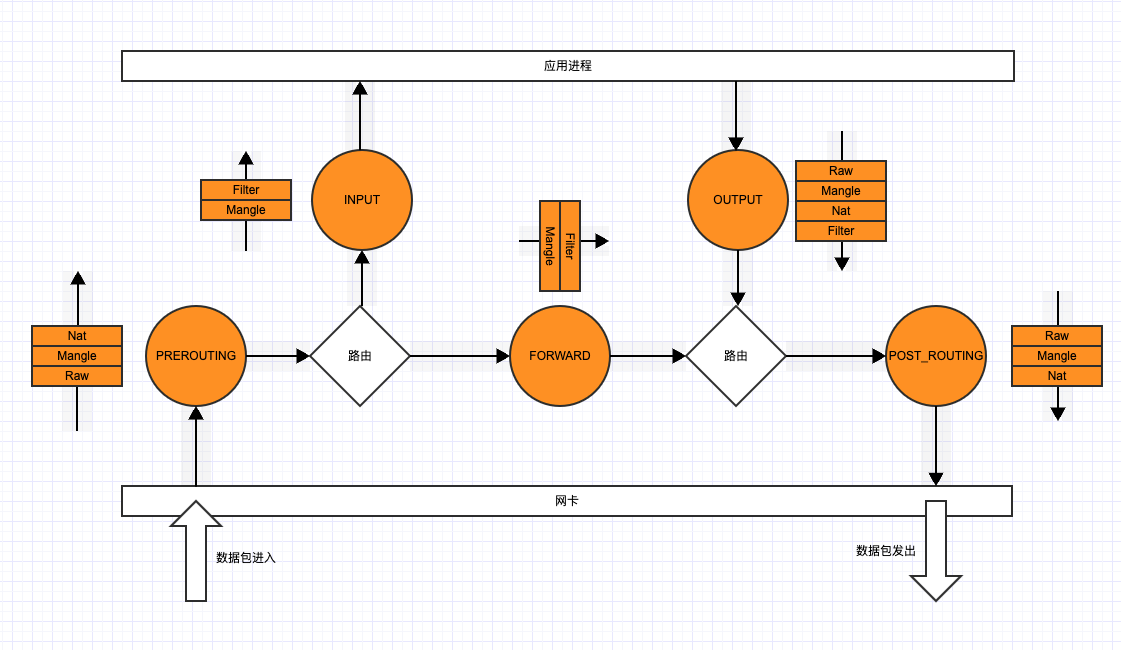 应用进程
Filter
Mangle
INPUT
OUTPUT
Raw
Mangle
Nat
Filter
Mangle
Filter
Nat
Mangle
Raw
PREROUTING
路由
FORWARD
路由
POST_ROUTING
Raw
Mangle
Nat
网卡
数据包进入
数据包发出